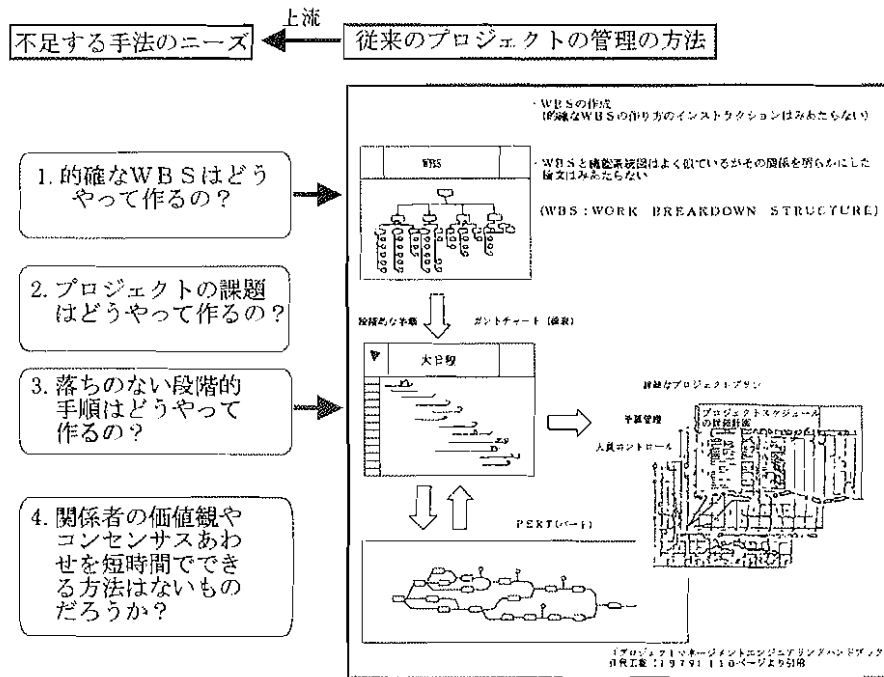 上流
不足する手法のニーズ
従来のプロジェクトの管理の方法
・WBSの作成
(的確なWBSの作り方のインストラクションはみあたらない)
・WBSと機能系統図はよく似ているがその関係を明らかにした
論文はみあたらない
(WBS:WORK BREAKDOWN STRUCTURE)
1.的確なWBSはどう
やって作るの?
WBS
2.プロジェクトの課題
はどうやって作るの?
段階的な手順
ガントチャート(線表)
大日程
3.落ちのない段階的
手順はどうやって
作るの?
詳細なプロジェクトプラン
予算管理
人員コントロール
プロジェクトスケジュール
4.関係者の価値観や
コンセンサスあわ
せを短時間ででき
る方法はないもの
だろうか?
PERT(パート)
「プロジェクトマネージメントエンジニアリングハンドブック
(1979)110ページより引用